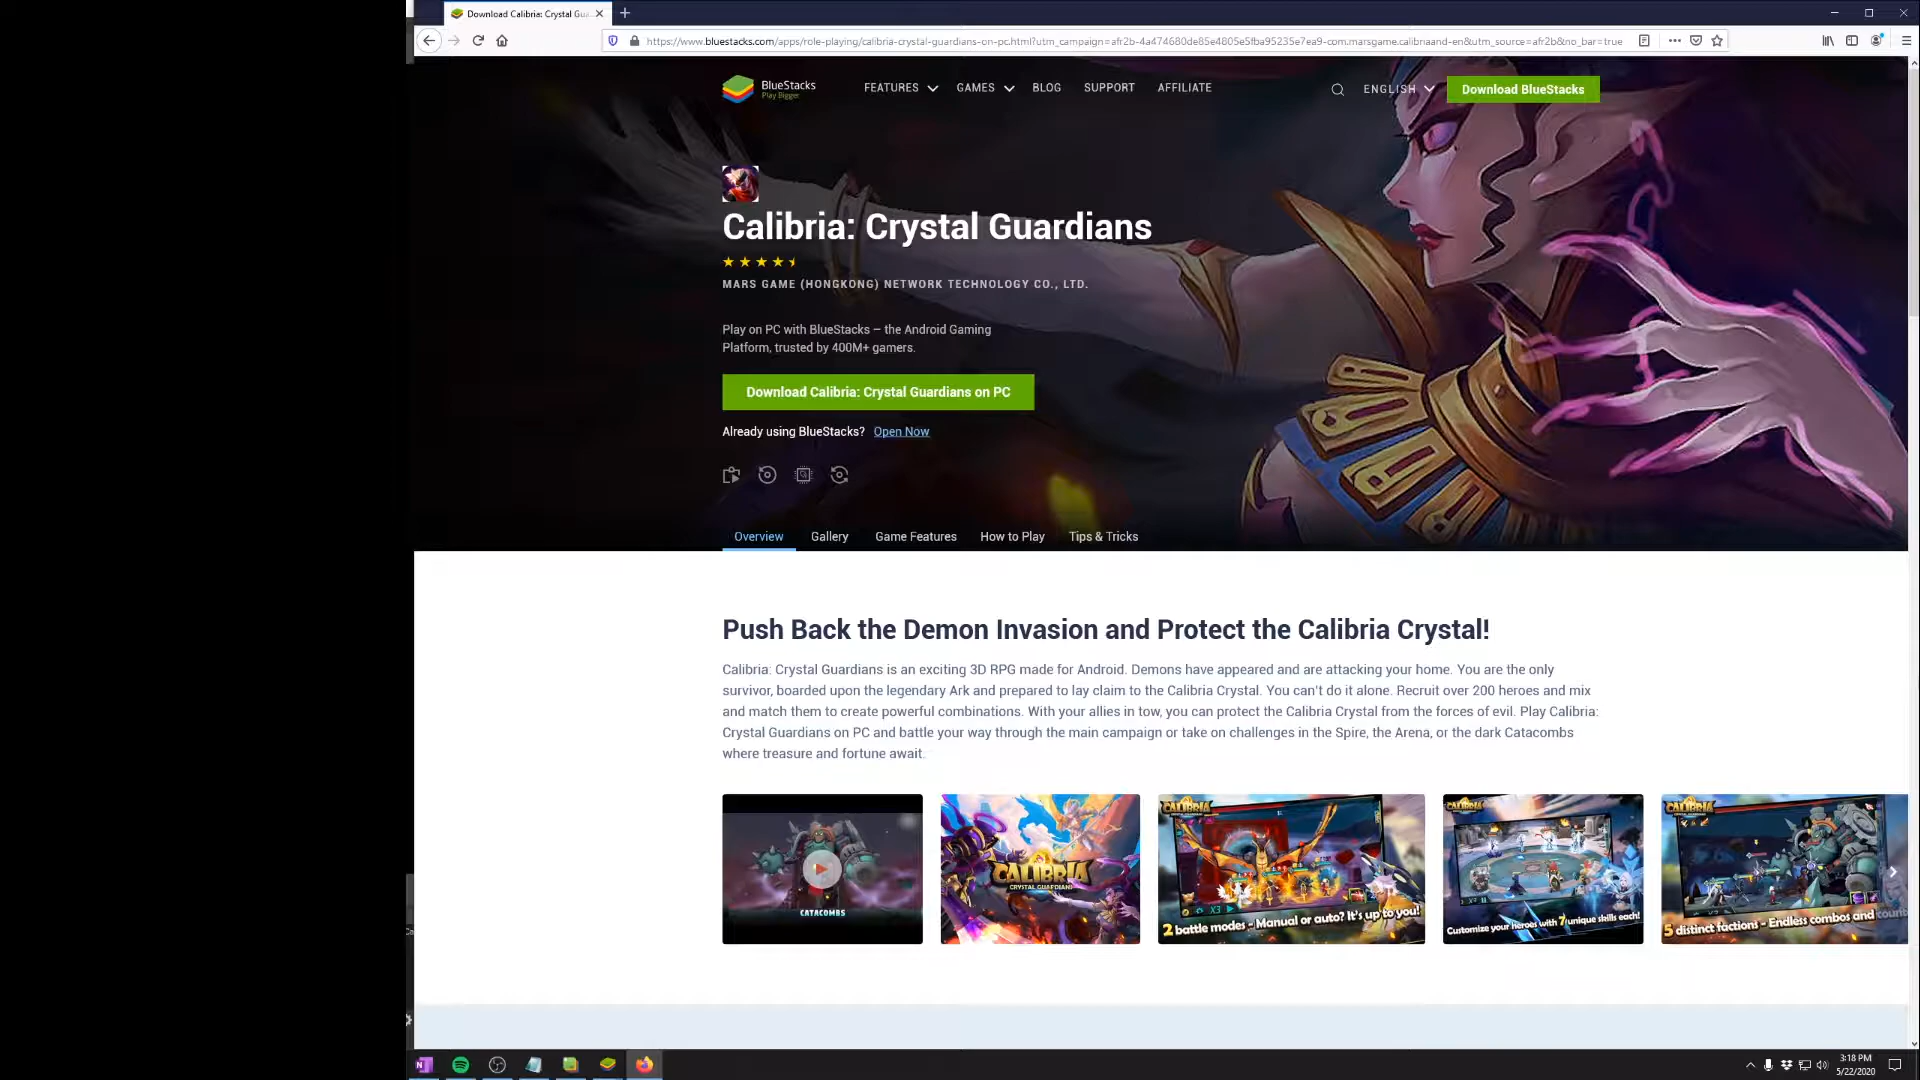 Download Calibria: Crystal Gua
https://www.bluestacks.com/apps/role-playing/calibria-crystal-guardians-on-pc.html?utm_campaign=afr2b-4a474680de85e4805e5fba95235e7ea9-com.marsgame.calibriaand-en&utm_source=afr2b&no_bar=true
BlueStacks
Play Bigger
FEATURES GAMES BLOG SUPPORT AFFILIATE
ENGLISH
Download BlueStacks
Calibria: Crystal Guardians
MARS GAME (HONGKONG) NETWORK TECHNOLOGY CO., LTD.
Play on PC with BlueStacks – the Android Gaming
Platform, trusted by 400M+ gamers.
Download Calibria: Crystal Guardians on PC
Already using BlueStacks? Open Now
Overview Gallery Game Features How to Play Tips & Tricks
Push Back the Demon Invasion and Protect the Calibria Crystal!
Calibria: Crystal Guardians is an exciting 3D RPG made for Android. Demons have appeared and are attacking your home. You are the only
survivor, boarded upon the legendary Ark and prepared to lay claim to the Calibria Crystal. You can't do it alone. Recruit over 200 heroes and mix
and match them to create powerful combinations. With your allies in tow, you can protect the Calibria Crystal from the forces of evil. Play Calibria:
Crystal Guardians on PC and battle your way through the main campaign or take on challenges in the Spire, the Arena, or the dark Catacombs
where treasure and fortune await.
CATACOMBS
CALIBRIA
CRYSTAL GUARDIANS
CALIBRIA
X3
2 battle modes - Manual or auto? It's up to you!
CALIBRIA
Customize your heroes with 7 unique skills each!
CALIBRIA
5 distinct factions - Endless combos and count
3:18 PM
5/22/2020